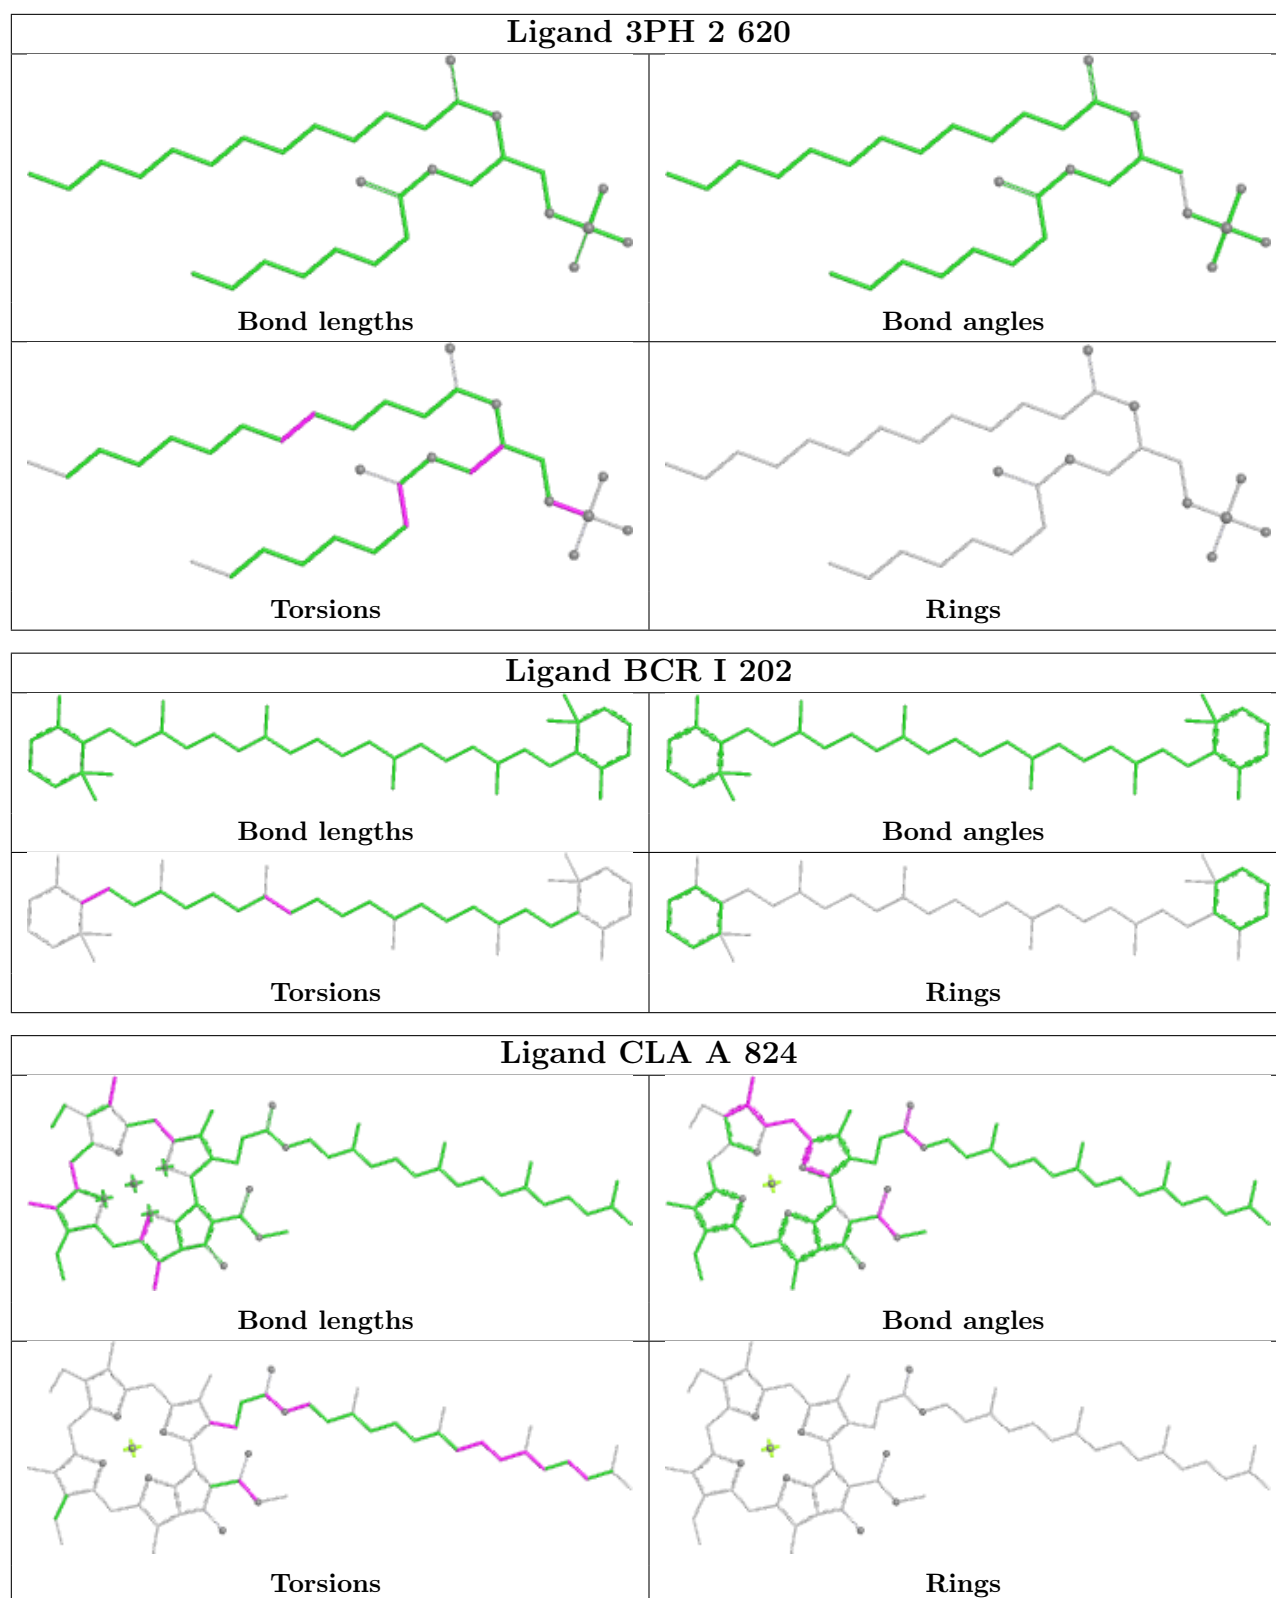 Ligand 3PH 2 620
Bond lengths
Bond angles
Torsions
Rings
Ligand BCR I 202
Bond lengths
Bond angles
Torsions
Rings
Ligand CLA A 824
Bond lengths
Bond angles
Torsions
Rings